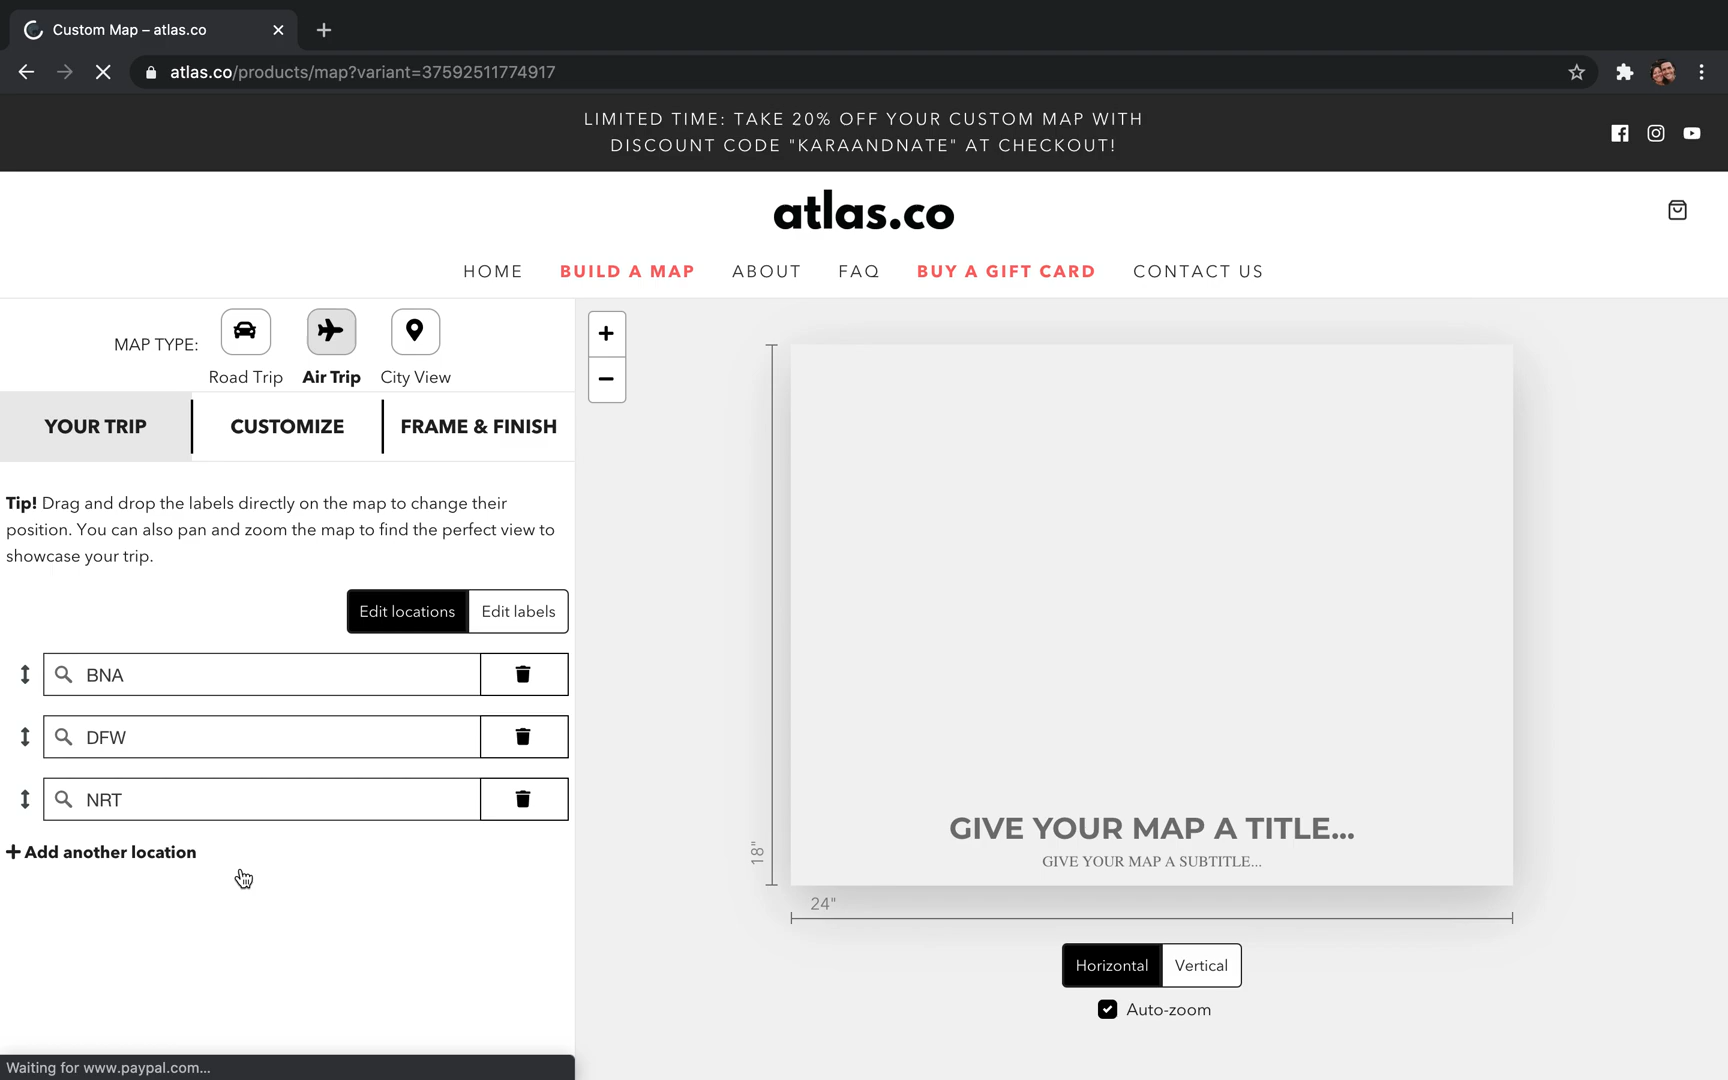 Custom Map – atlas.co
atlas.co/products/map?variant=37592511774917
LIMITED TIME: TAKE 20% OFF YOUR CUSTOM MAP WITH
DISCOUNT CODE "KARAANDNATE" AT CHECKOUT!
atlas.co
HOME
BUILD A MAP
ABOUT
FAQ
BUY A GIFT CARD
CONTACT US
MAP TYPE:
Road Trip
Air Trip
City View
YOUR TRIP
CUSTOMIZE
FRAME & FINISH
Tip! Drag and drop the labels directly on the map to change their
position. You can also pan and zoom the map to find the perfect view to
showcase your trip.
Edit locations
Edit labels
BNA
DFW
NRT
+ Add another location
GIVE YOUR MAP A TITLE...
GIVE YOUR MAP A SUBTITLE...
18"
24"
Horizontal
Vertical
Auto-zoom
Waiting for www.paypal.com...